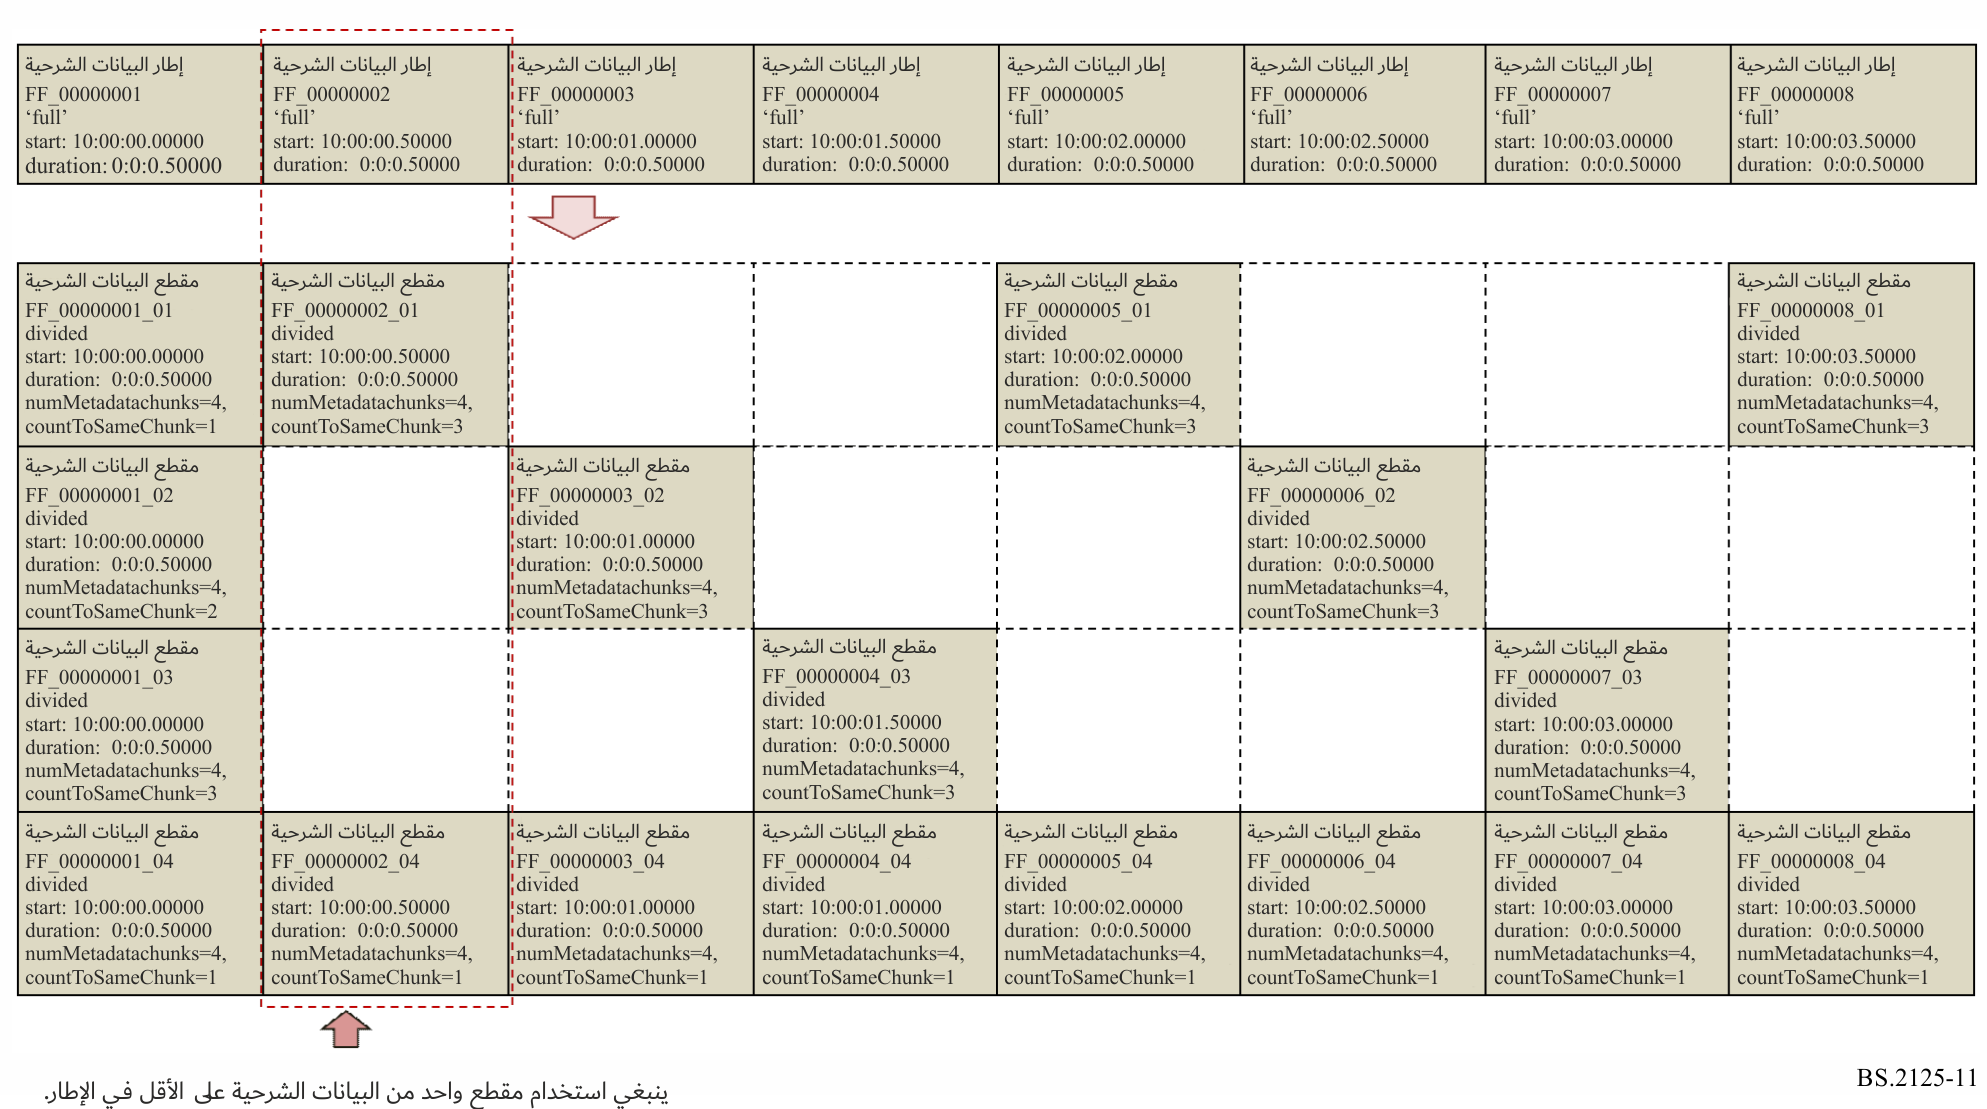 إطار البيانات الشرحية
FF_00000001
‘full’
start: 10:00:00.00000
duration: 0:0:0.50000
إطار البيانات الشرحية
FF_00000002
‘full’
start: 10:00:00.50000
duration: 0:0:0.50000
إطار البيانات الشرحية
FF_00000003
‘full’
start: 10:00:01.00000
duration: 0:0:0.50000
إطار البيانات الشرحية
FF_00000004
‘full’
start: 10:00:01.50000
duration: 0:0:0.50000
إطار البيانات الشرحية
FF_00000005
‘full’
start: 10:00:02.00000
duration: 0:0:0.50000
إطار البيانات الشرحية
FF_00000006
‘full’
start: 10:00:02.50000
duration: 0:0:0.50000
إطار البيانات الشرحية
FF_00000007
‘full’
start: 10:00:03.00000
duration: 0:0:0.50000
إطار البيانات الشرحية
FF_00000008
‘full’
start: 10:00:03.50000
duration: 0:0:0.50000
مقطع البيانات الشرحية
FF_00000001_01
divided
start: 10:00:00.00000
duration: 0:0:0.50000
numMetadatachunks=4,
countToSameChunk=1
مقطع البيانات الشرحية
FF_00000002_01
divided
start: 10:00:00.50000
duration: 0:0:0.50000
numMetadatachunks=4,
countToSameChunk=3
مقطع البيانات الشرحية
FF_00000005_01
divided
start: 10:00:02.00000
duration: 0:0:0.50000
numMetadatachunks=4,
countToSameChunk=3
مقطع البيانات الشرحية
FF_00000008_01
divided
start: 10:00:03.50000
duration: 0:0:0.50000
numMetadatachunks=4,
countToSameChunk=3
مقطع البيانات الشرحية
FF_00000001_02
divided
start: 10:00:00.00000
duration: 0:0:0.50000
numMetadatachunks=4,
countToSameChunk=2
مقطع البيانات الشرحية
FF_00000003_02
divided
start: 10:00:01.00000
duration: 0:0:0.50000
numMetadatachunks=4,
countToSameChunk=3
مقطع البيانات الشرحية
FF_00000006_02
divided
start: 10:00:02.50000
duration: 0:0:0.50000
numMetadatachunks=4,
countToSameChunk=3
مقطع البيانات الشرحية
FF_00000001_03
divided
start: 10:00:00.00000
duration: 0:0:0.50000
numMetadatachunks=4,
countToSameChunk=3
مقطع البيانات الشرحية
FF_00000004_03
divided
start: 10:00:01.50000
duration: 0:0:0.50000
numMetadatachunks=4,
countToSameChunk=3
مقطع البيانات الشرحية
FF_00000007_03
divided
start: 10:00:03.00000
duration: 0:0:0.50000
numMetadatachunks=4,
countToSameChunk=3
مقطع البيانات الشرحية
FF_00000001_04
divided
start: 10:00:00.00000
duration: 0:0:0.50000
numMetadatachunks=4,
countToSameChunk=1
مقطع البيانات الشرحية
FF_00000002_04
divided
start: 10:00:00.50000
duration: 0:0:0.50000
numMetadatachunks=4,
countToSameChunk=1
مقطع البيانات الشرحية
FF_00000003_04
divided
start: 10:00:01.00000
duration: 0:0:0.50000
numMetadatachunks=4,
countToSameChunk=1
مقطع البيانات الشرحية
FF_00000004_04
divided
start: 10:00:01.00000
duration: 0:0:0.50000
numMetadatachunks=4,
countToSameChunk=1
مقطع البيانات الشرحية
FF_00000005_04
divided
start: 10:00:02.00000
duration: 0:0:0.50000
numMetadatachunks=4,
countToSameChunk=1
مقطع البيانات الشرحية
FF_00000006_04
divided
start: 10:00:02.50000
duration: 0:0:0.50000
numMetadatachunks=4,
countToSameChunk=1
مقطع البيانات الشرحية
FF_00000007_04
divided
start: 10:00:03.00000
duration: 0:0:0.50000
numMetadatachunks=4,
countToSameChunk=1
مقطع البيانات الشرحية
FF_00000008_04
divided
start: 10:00:03.50000
duration: 0:0:0.50000
numMetadatachunks=4,
countToSameChunk=1
ينبغي استخدام مقطع واحد من البيانات الشرحية على الأقل في الإطار.
BS.2125-11